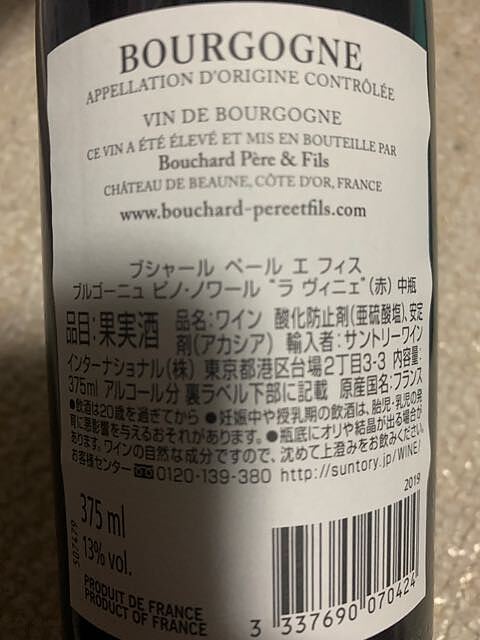 BOURGOGNE
APPELLATION D'ORIGINE CONTRÔLÉE
VIN DE BOURGOGNE
CE VIN A ÉTÉ ÉLEVÉ ET MIS EN BOUTEILLE PAR
Bouchard Père & Fils
CHÂTEAU DE BEAUNE, CÔTE D'OR, FRANCE
www.bouchard-pereetfils.com
ブシャール ペール エ フィス
ブルゴーニュ ピノ・ノワール "ラ ヴィニェ" (赤) 中瓶
品目:果実酒 品名:ワイン 酸化防止剤(亜硫酸塩)、安定
剤(アカシア) 輸入者:サントリーワイン
インターナショナル(株) 東京都港区台場2丁目3-3 内容量:
375ml アルコール分 裏ラベル下部に記載 原産国名:フランス
●飲酒は20歳を過ぎてから ●妊娠中や授乳期の飲酒は、胎児・乳児の発
育に悪影響を与えるおそれがあります。●瓶底にオリや結晶が出る場合が
あります。ワインの自然な成分ですので、沈めて上澄みをお飲みください。
お客様センター 0120-139-380 http://suntory.jp/WINE/
2019
375 ml
13% vol.
507479
PRODUIT DE FRANCE
PRODUCT OF FRANCE
3 337690 070424